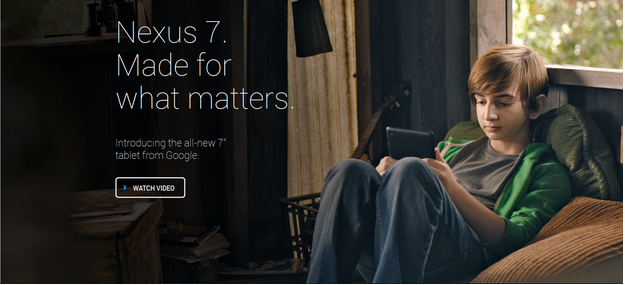 Nexus 7.
Made for
what matters.
Introducing the all-new 7"
tablet from Google.
WATCH VIDEO